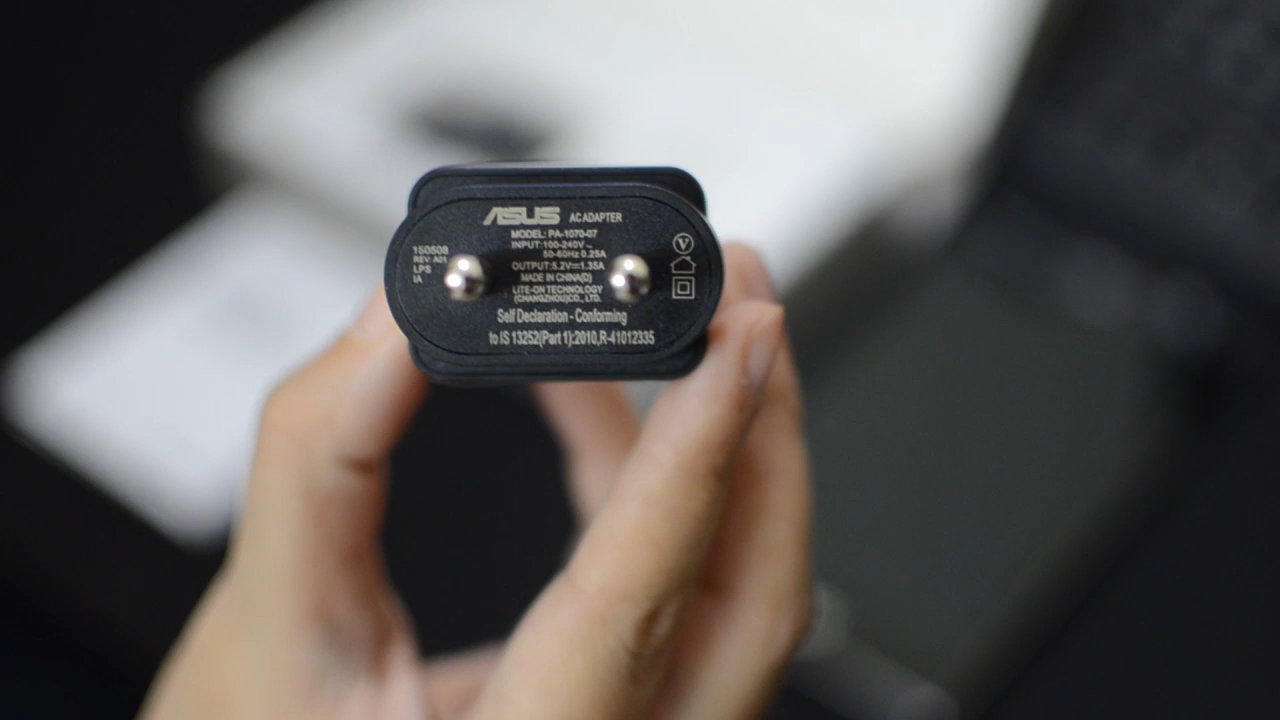 ASUS AC ADAPTER
MODEL: PA-1070-07
INPUT:100-240V~
50-60Hz 0.25A
OUTPUT:5.2V⎓1.35A
MADE IN CHINA(D)
LITE-ON TECHNOLOGY
(CHANGZHOU)CO., LTD.
Self Declaration - Conforming
to IS 13252(Part 1):2010,R-41012335
150508
REV: A01
LPS
IA
V